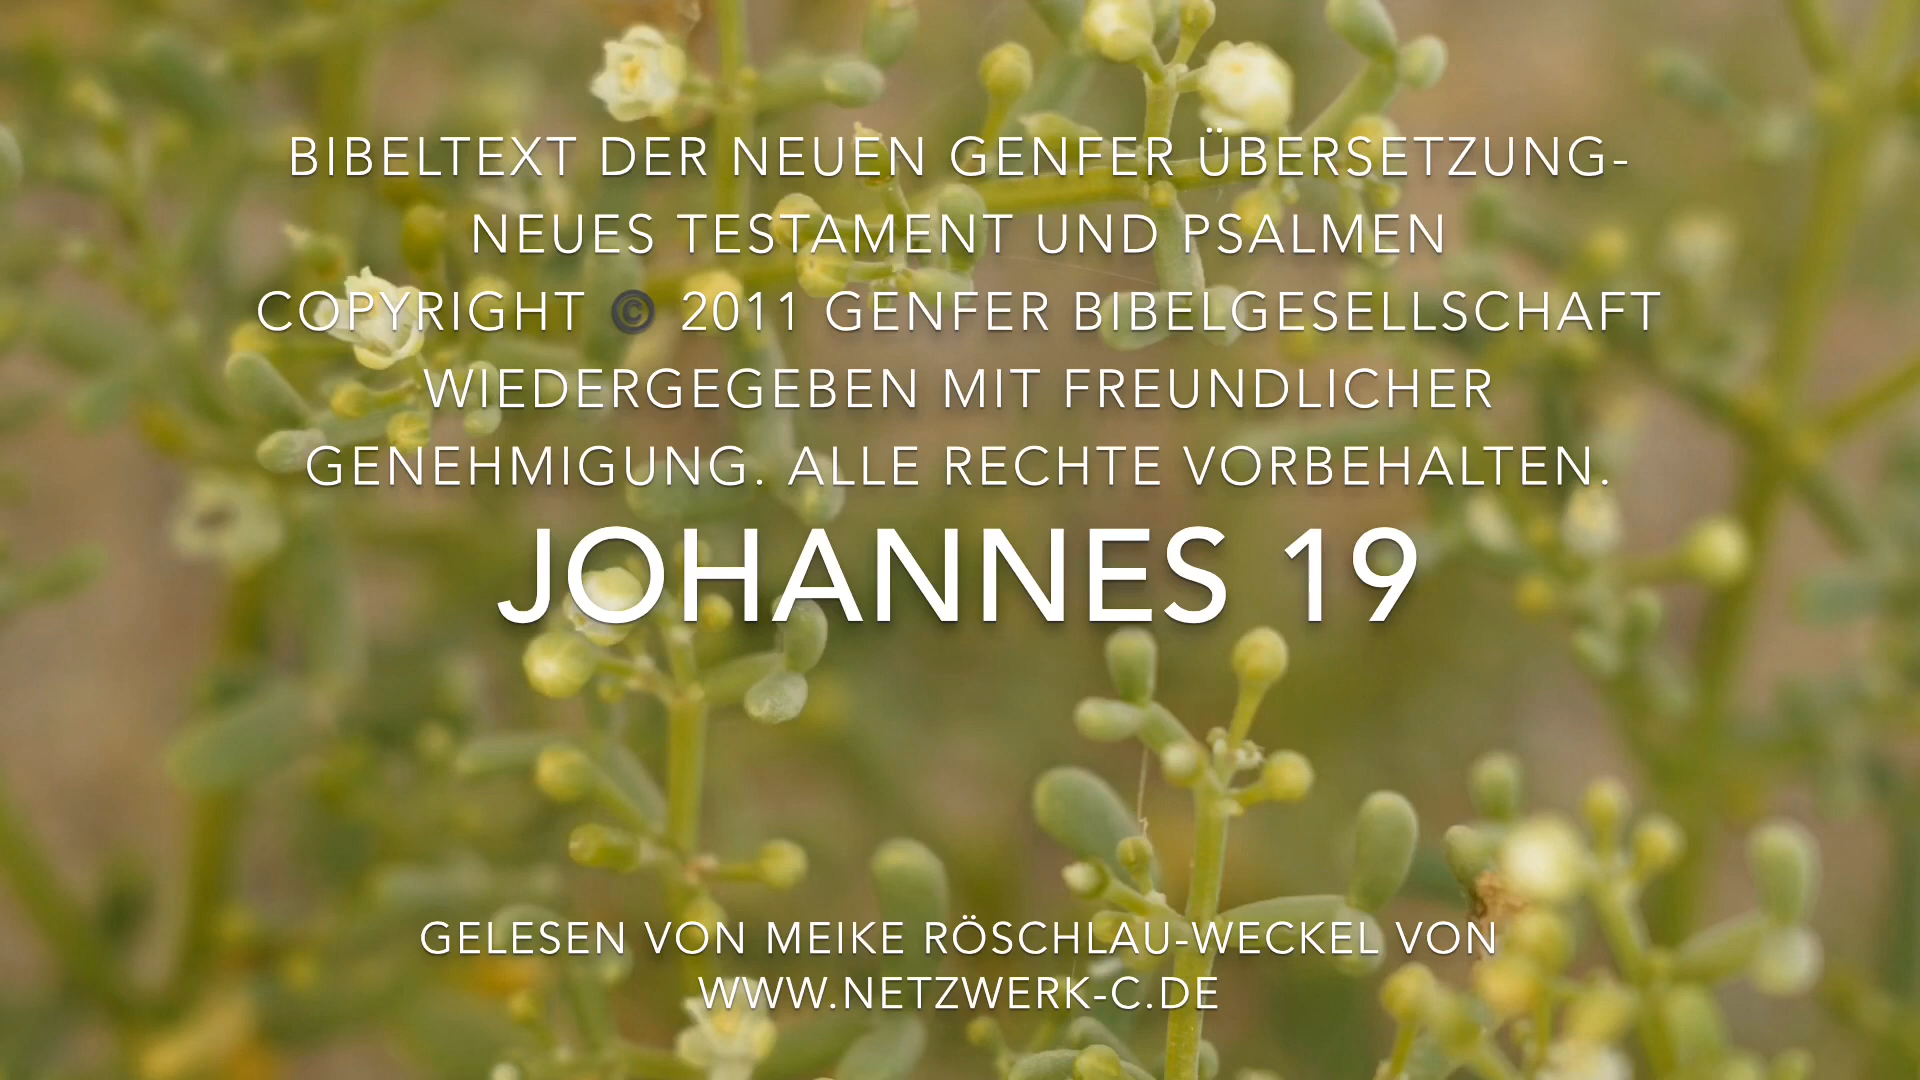 BIBELTEXT DER NEUEN GENFER ÜBERSETZUNG-
NEUES TESTAMENT UND PSALMEN
COPYRIGHT © 2011 GENFER BIBELGESELLSCHAFT
WIEDERGEGEBEN MIT FREUNDLICHER
GENEHMIGUNG. ALLE RECHTE VORBEHALTEN.
JOHANNES 19
GELESEN VON MEIKE RÖSCHLAU-WECKEL VON
WWW.NETZWERK-C.DE